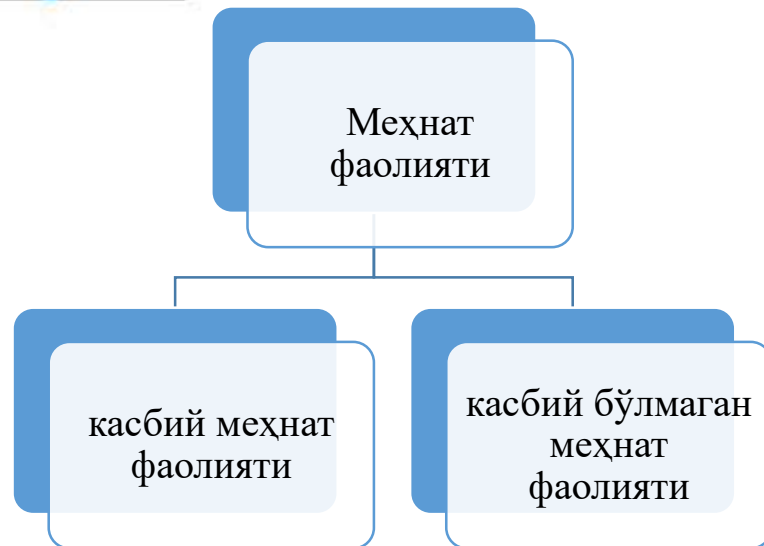 Меҳнат
фаолияти
касбий меҳнат
фаолияти
касбий бўлмаган
меҳнат
фаолияти